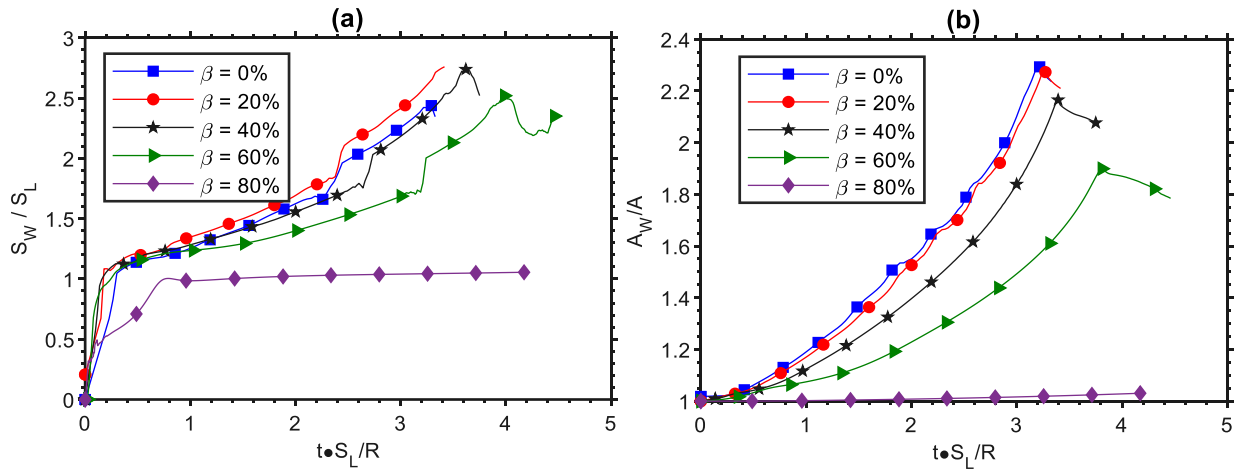 (a)
3
2.5
2
1.5
1
0.5
0
S_W / S_L
β = 0%
β = 20%
β = 40%
β = 60%
β = 80%
0 1 2 3 4 5
t•S_L/R
(b)
2.4
2.2
2
1.8
1.6
1.4
1.2
1
A_W/A
β = 0%
β = 20%
β = 40%
β = 60%
β = 80%
0 1 2 3 4 5
t•S_L/R